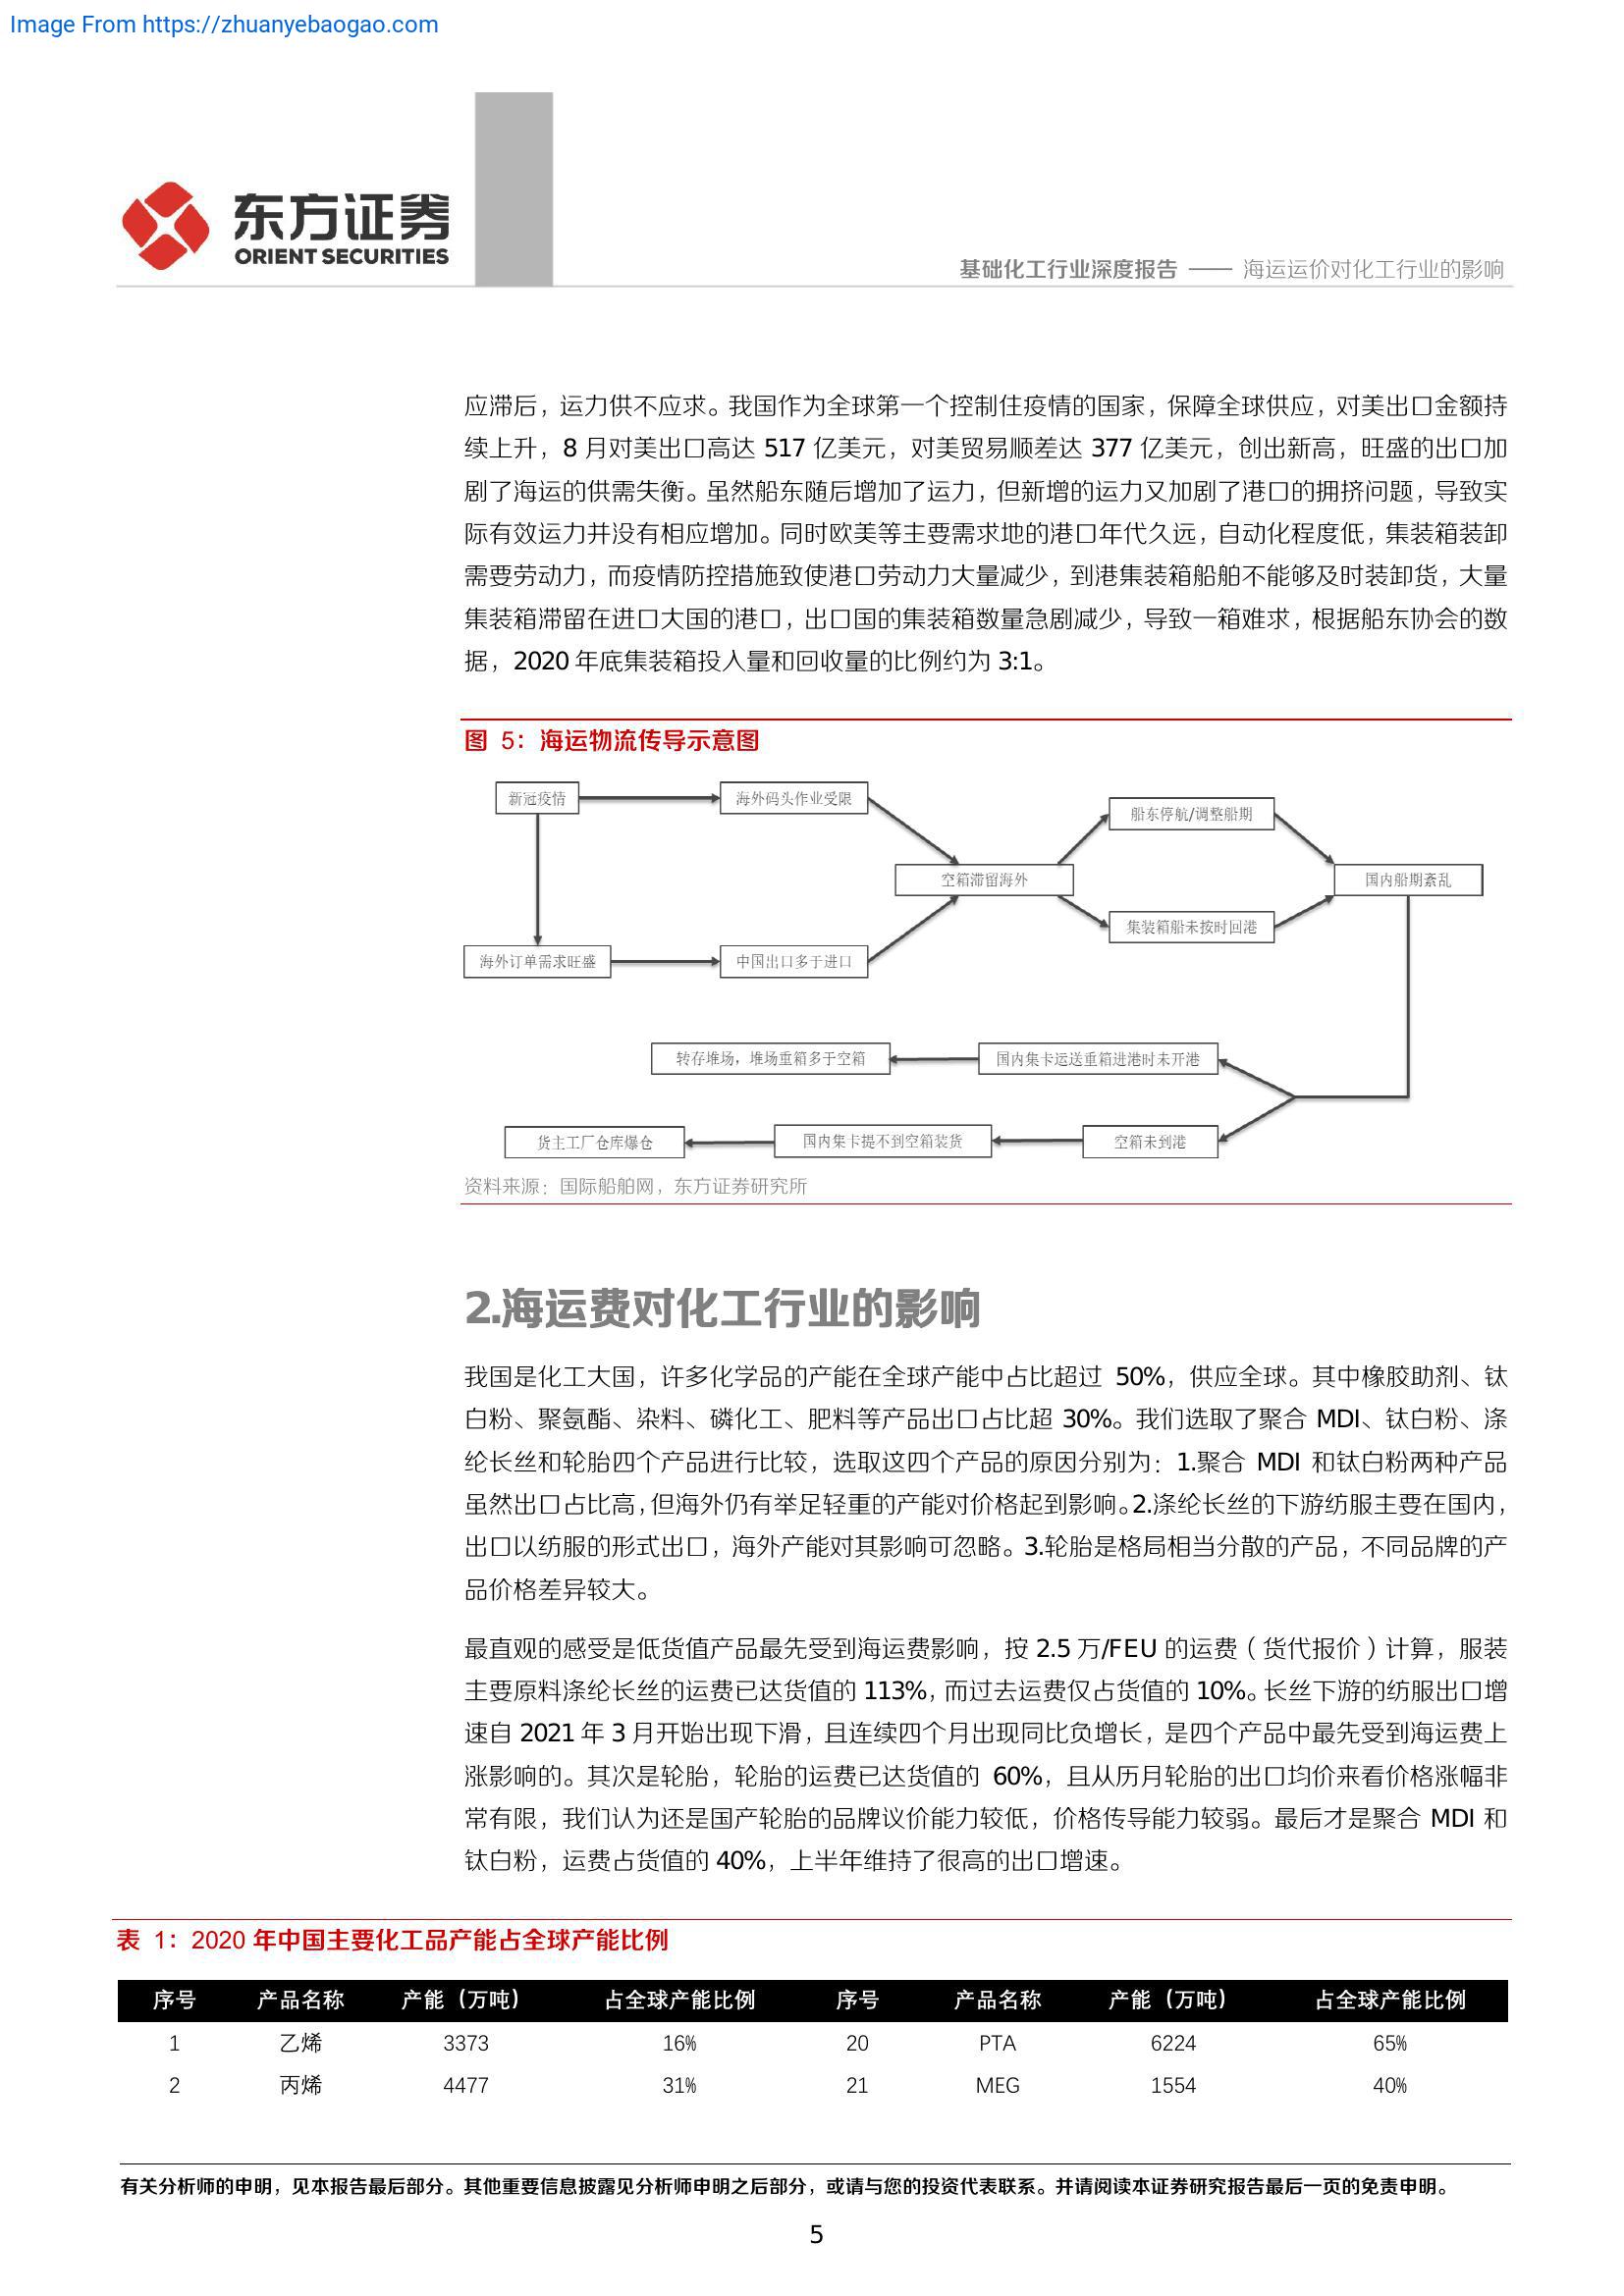 Image From https://zhuanyebaogao.com
东方证券
ORIENT SECURITIES
基础化工行业深度报告 —— 海运运价对化工行业的影响
应滞后，运力供不应求。我国作为全球第一个控制住疫情的国家，保障全球供应，对美出口金额持
续上升，8 月对美出口高达 517 亿美元，对美贸易顺差达 377 亿美元，创出新高，旺盛的出口加
剧了海运的供需失衡。虽然船东随后增加了运力，但新增的运力又加剧了港口的拥挤问题，导致实
际有效运力并没有相应增加。同时欧美等主要需求地的港口年代久远，自动化程度低，集装箱装卸
需要劳动力，而疫情防控措施致使港口劳动力大量减少，到港集装箱船舶不能够及时装卸货，大量
集装箱滞留在进口大国的港口，出口国的集装箱数量急剧减少，导致一箱难求，根据船东协会的数
据，2020 年底集装箱投入量和回收量的比例约为 3:1。
图 5：海运物流传导示意图
新冠疫情
海外码头作业受限
船东停航/调整船期
空箱滞留海外
国内船期紊乱
集装箱船未按时回港
海外订单需求旺盛
中国出口多于进口
转存堆场，堆场重箱多于空箱
国内集卡运送重箱进港时未开港
货主工厂仓库爆仓
国内集卡提不到空箱装货
空箱未到港
资料来源：国际船舶网，东方证券研究所
2.海运费对化工行业的影响
我国是化工大国，许多化学品的产能在全球产能中占比超过 50%，供应全球。其中橡胶助剂、钛
白粉、聚氨酯、染料、磷化工、肥料等产品出口占比超 30%。我们选取了聚合 MDI、钛白粉、涤
纶长丝和轮胎四个产品进行比较，选取这四个产品的原因分别为：1.聚合 MDI 和钛白粉两种产品
虽然出口占比高，但海外仍有举足轻重的产能对价格起到影响。2.涤纶长丝的下游纺服主要在国内，
出口以纺服的形式出口，海外产能对其影响可忽略。3.轮胎是格局相当分散的产品，不同品牌的产
品价格差异较大。
最直观的感受是低货值产品最先受到海运费影响，按 2.5 万/FEU 的运费（货代报价）计算，服装
主要原料涤纶长丝的运费已达货值的 113%，而过去运费仅占货值的 10%。长丝下游的纺服出口增
速自 2021 年 3 月开始出现下滑，且连续四个月出现同比负增长，是四个产品中最先受到海运费上
涨影响的。其次是轮胎，轮胎的运费已达货值的 60%，且从历月轮胎的出口均价来看价格涨幅非
常有限，我们认为还是国产轮胎的品牌议价能力较低，价格传导能力较弱。最后才是聚合 MDI 和
钛白粉，运费占货值的 40%，上半年维持了很高的出口增速。
表 1：2020 年中国主要化工品产能占全球产能比例
序号 产品名称 产能（万吨） 占全球产能比例 序号 产品名称 产能（万吨） 占全球产能比例
1 乙烯 3373 16% 20 PTA 6224 65%
2 丙烯 4477 31% 21 MEG 1554 40%
有关分析师的申明，见本报告最后部分。其他重要信息披露见分析师申明之后部分，或请与您的投资代表联系。并请阅读本证券研究报告最后一页的免责申明。
5